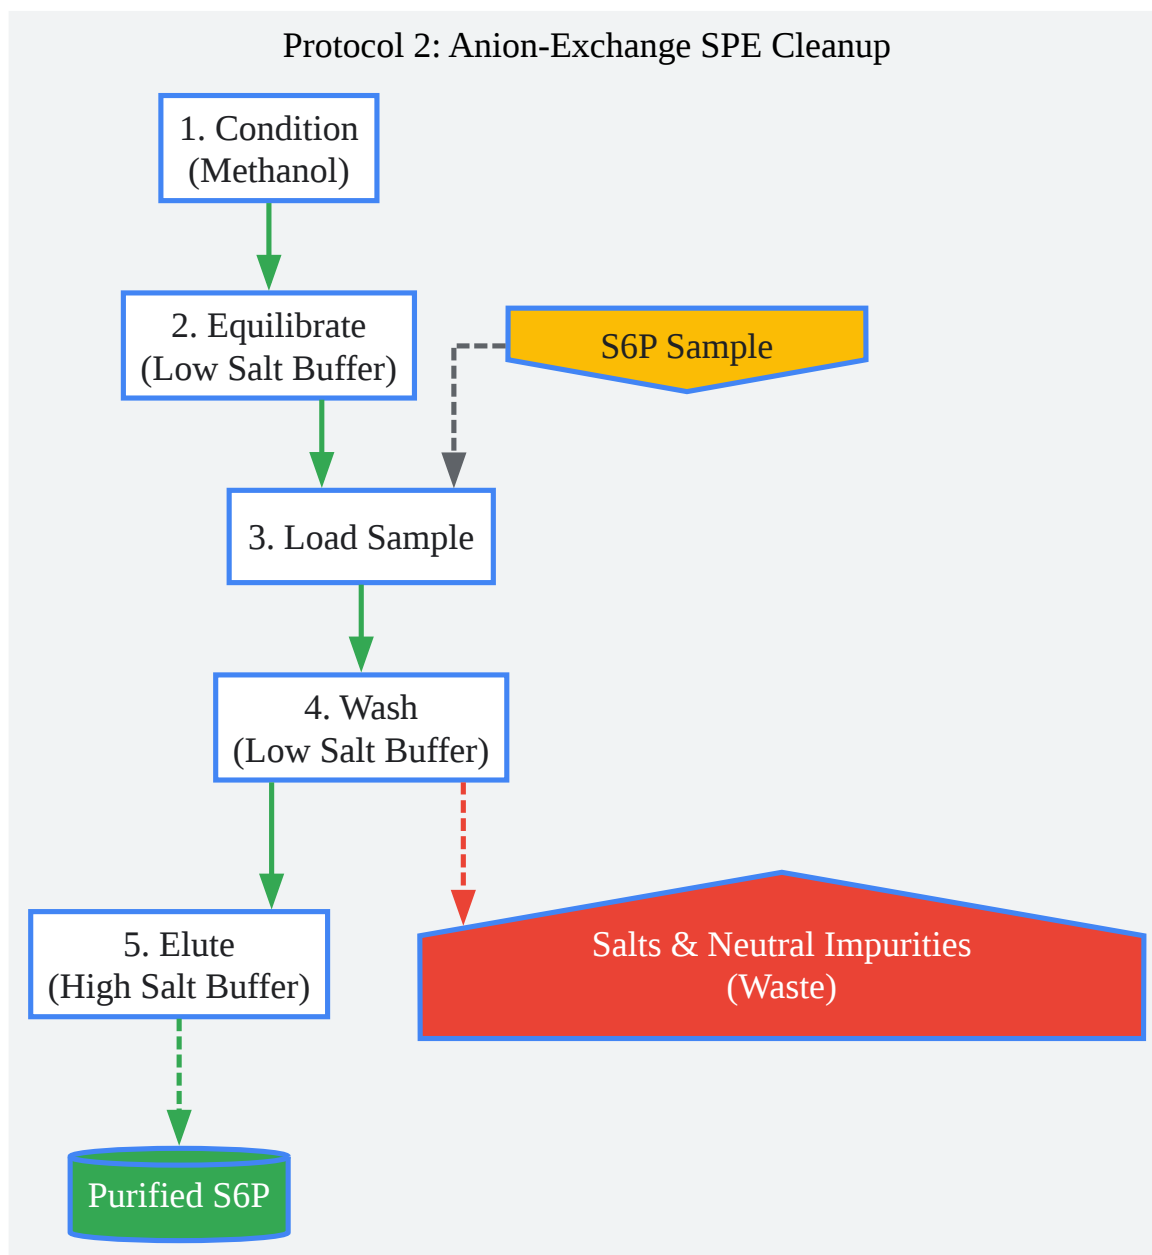 Protocol 2: Anion-Exchange SPE Cleanup
1. Condition
(Methanol)
2. Equilibrate
(Low Salt Buffer)
S6P Sample
3. Load Sample
4. Wash
(Low Salt Buffer)
5. Elute
(High Salt Buffer)
Salts & Neutral Impurities
(Waste)
Purified S6P